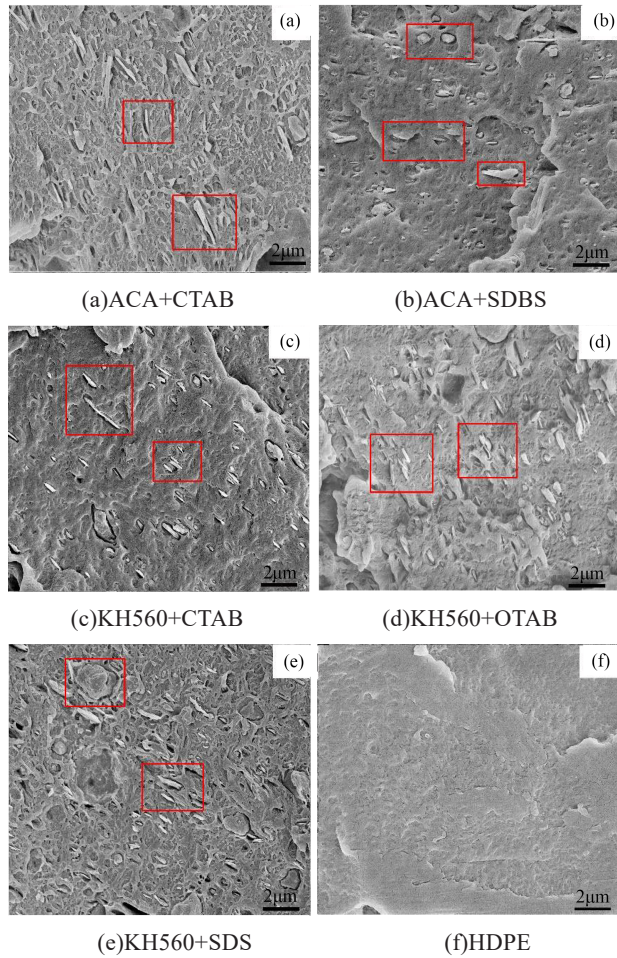 (a)
(b)
2μm
2μm
(a)ACA+CTAB
(b)ACA+SDBS
(c)
(d)
2μm
2μm
(c)KH560+CTAB
(d)KH560+OTAB
(e)
(f)
2μm
2μm
(e)KH560+SDS
(f)HDPE